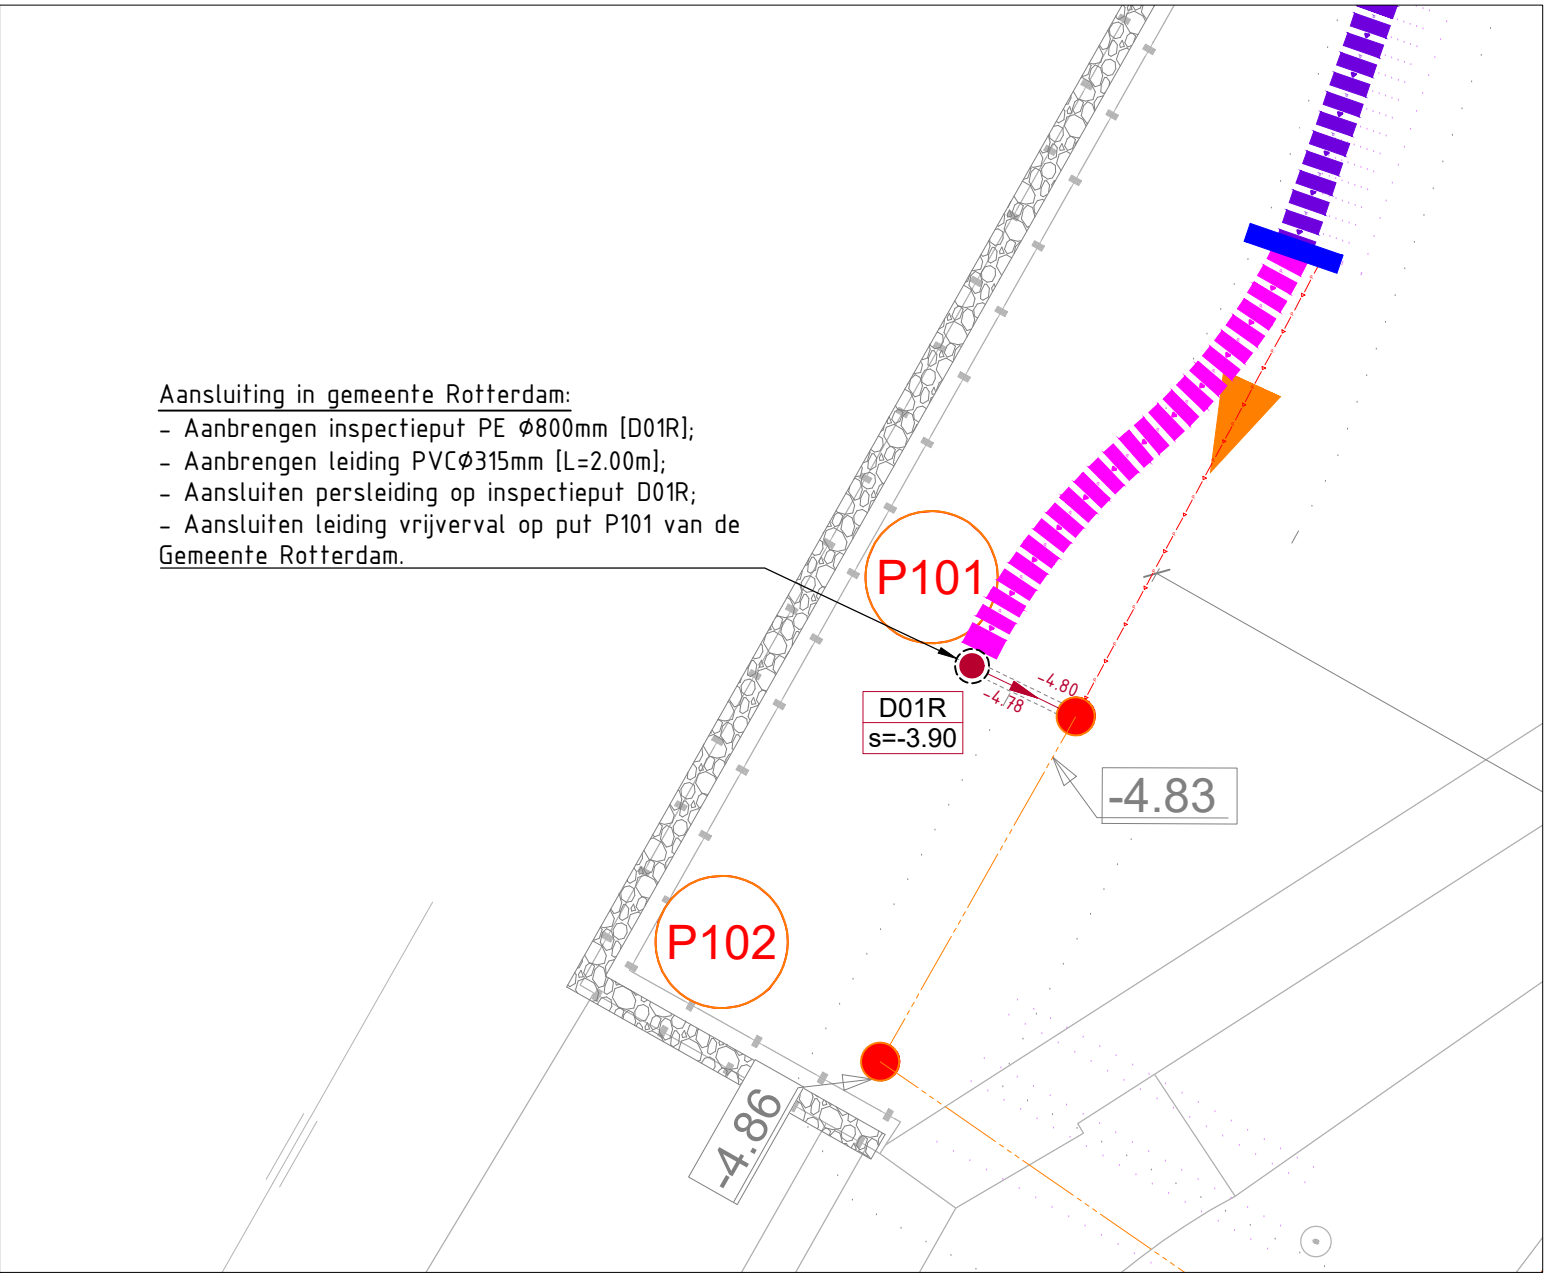 Aansluiting in gemeente Rotterdam:
- Aanbrengen inspectieput PE Ø800mm [D01R];
- Aanbrengen leiding PVCØ315mm [L=2.00m];
- Aansluiten persleiding op inspectieput D01R;
- Aansluiten leiding vrijverval op put P101 van de
Gemeente Rotterdam.
P101
-4.80
-4.78
D01R
s=-3.90
-4.83
P102
-4.86